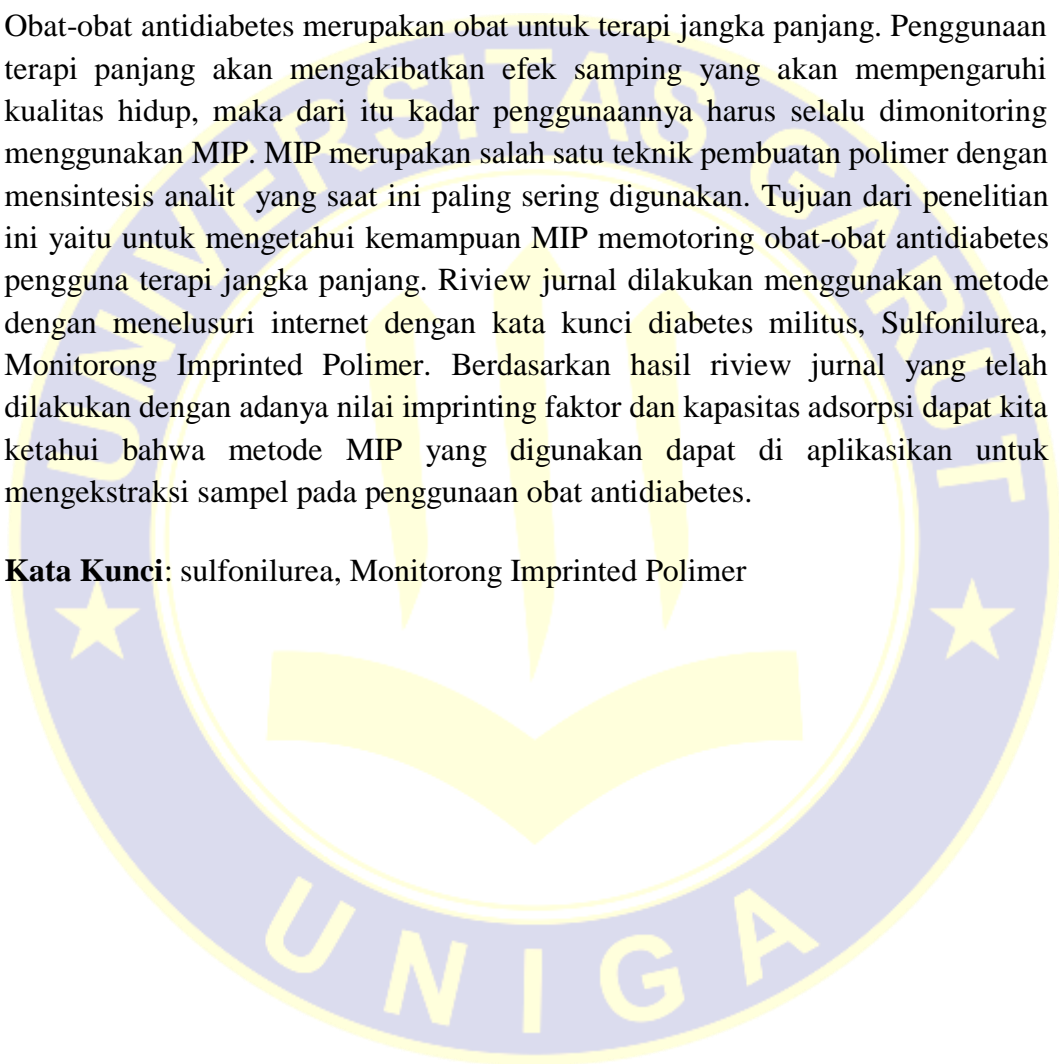 Obat-obat antidiabetes merupakan obat untuk terapi jangka panjang. Penggunaan
terapi panjang akan mengakibatkan efek samping yang akan mempengaruhi
kualitas hidup, maka dari itu kadar penggunaannya harus selalu dimonitoring
menggunakan MIP. MIP merupakan salah satu teknik pembuatan polimer dengan
mensintesis analit yang saat ini paling sering digunakan. Tujuan dari penelitian
ini yaitu untuk mengetahui kemampuan MIP memotoring obat-obat antidiabetes
pengguna terapi jangka panjang. Riview jurnal dilakukan menggunakan metode
dengan menelusuri internet dengan kata kunci diabetes militus, Sulfonilurea,
Monitorong Imprinted Polimer. Berdasarkan hasil riview jurnal yang telah
dilakukan dengan adanya nilai imprinting faktor dan kapasitas adsorpsi dapat kita
ketahui bahwa metode MIP yang digunakan dapat di aplikasikan untuk
mengekstraksi sampel pada penggunaan obat antidiabetes.
Kata Kunci: sulfonilurea, Monitorong Imprinted Polimer
UNIVERSITAS GARUT
UNIGA